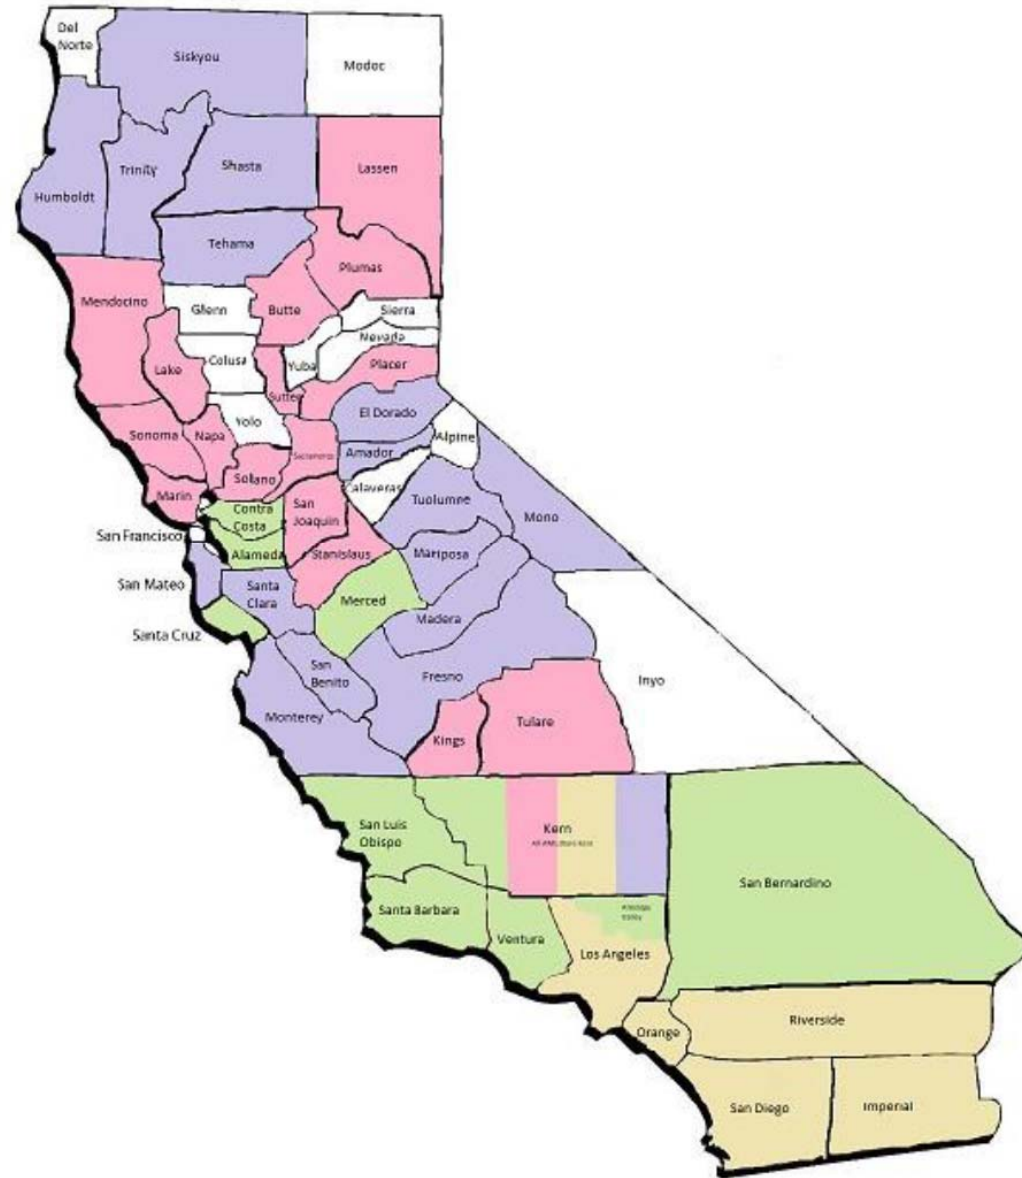 Del
Norte
Siskyou
Modoc
Humboldt
Trinity
Shasta
Lassen
Tehama
Plumas
Mendocino
Glenn
Butte
Sierra
Nevada
Lake
Colusa
Yuba
Placer
Sutter
El Dorado
Yolo
Sonoma
Napa
Sacramento
Amador
Alpine
Solano
Calaveras
Marin
Contra
Costa
San
Joaquin
Tuolumne
Mono
San Francisco
Alameda
Stanislaus
Mariposa
San Mateo
Santa
Clara
Merced
Madera
Santa Cruz
San
Benito
Fresno
Inyo
Monterey
Kings
Tulare
San Luis
Obispo
Kern
San Bernardino
Santa Barbara
Antelope
Valley
Ventura
Los Angeles
Orange
Riverside
San Diego
Imperial